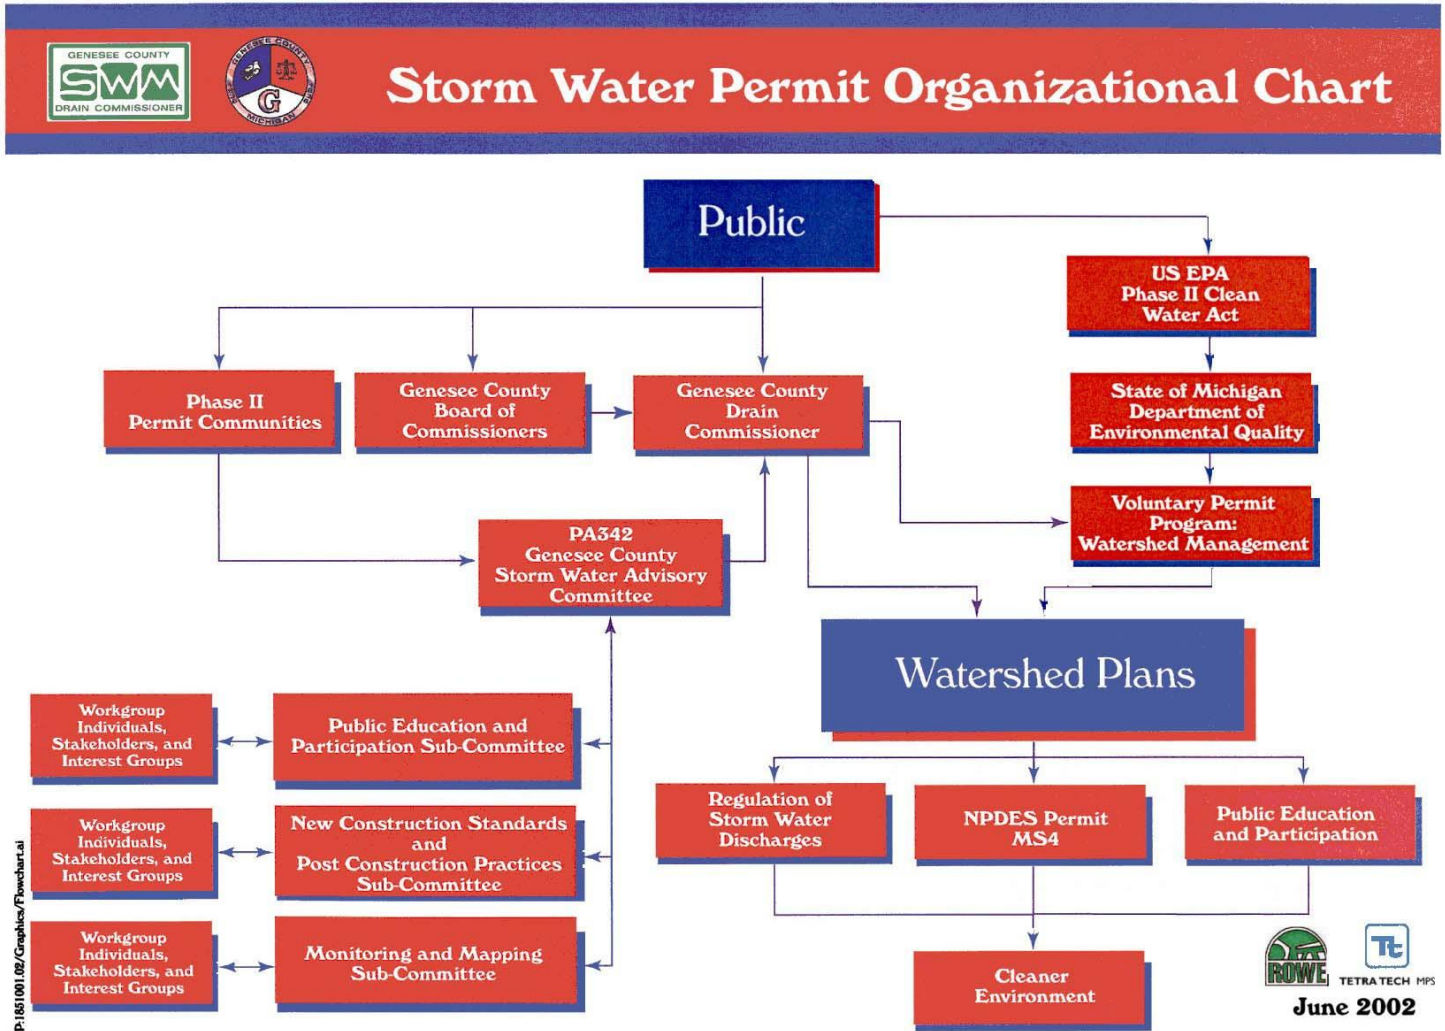 GENESEE COUNTY
SWM
DRAIN COMMISSIONER
GENESEE COUNTY
G
MICHIGAN
Storm Water Permit Organizational Chart
Public
US EPA
Phase II Clean
Water Act
Phase II
Permit Communities
Genesee County
Board of
Commissioners
Genesee County
Drain
Commissioner
State of Michigan
Department of
Environmental Quality
PA342
Genesee County
Storm Water Advisory
Committee
Voluntary Permit
Program:
Watershed Management
Watershed Plans
Workgroup
Individuals,
Stakeholders, and
Interest Groups
Public Education and
Participation Sub-Committee
Workgroup
Individuals,
Stakeholders, and
Interest Groups
New Construction Standards
and
Post Construction Practices
Sub-Committee
Workgroup
Individuals,
Stakeholders, and
Interest Groups
Monitoring and Mapping
Sub-Committee
Regulation of
Storm Water
Discharges
NPDES Permit
MS4
Public Education
and Participation
Cleaner
Environment
P:1851001.02/Graphics/Flowchart.ai
ROWE
Tt
TETRA TECH MPS
June 2002